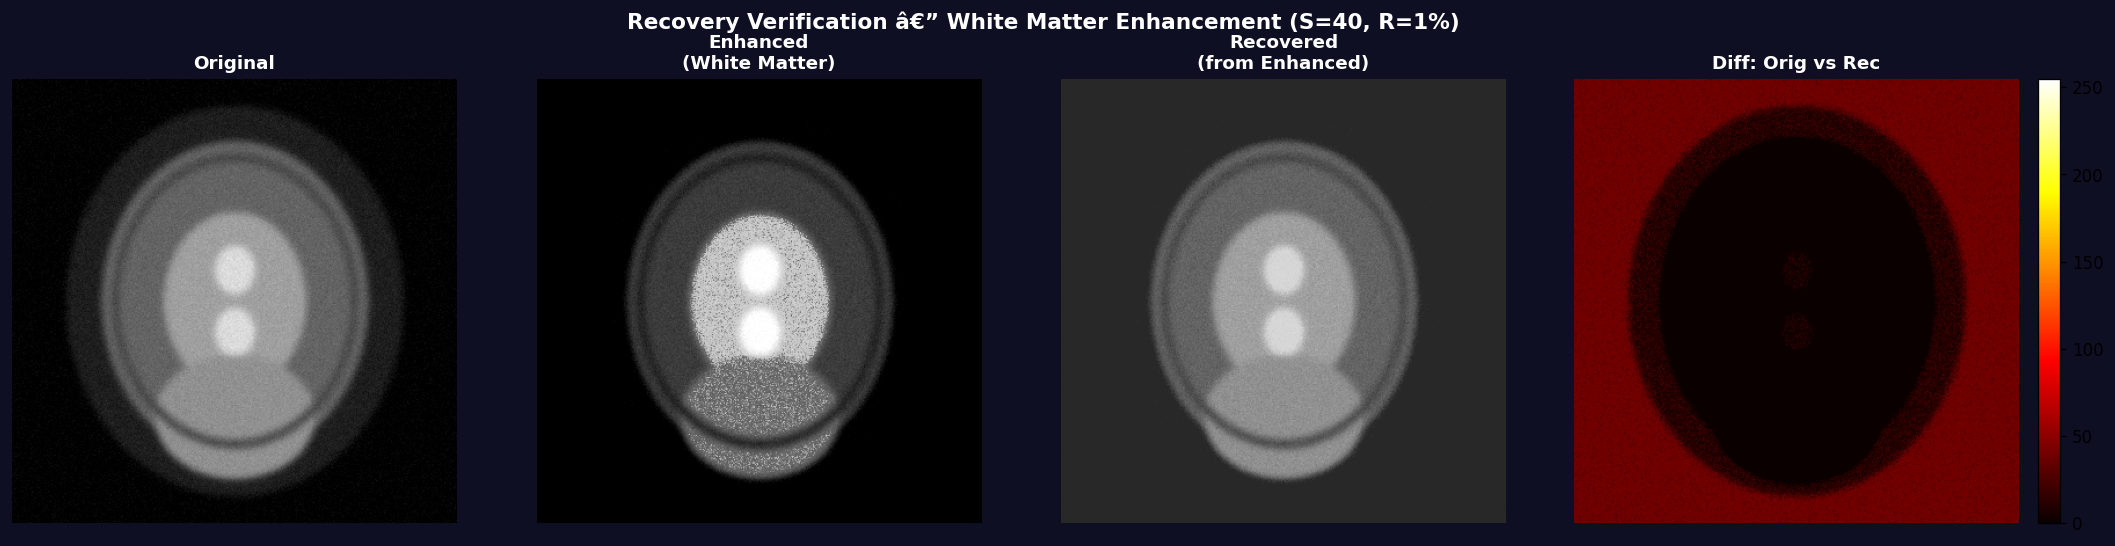 Recovery Verification â€” White Matter Enhancement (S=40, R=1%)
Original
Enhanced
(White Matter)
Recovered
(from Enhanced)
Diff: Orig vs Rec
250
200
150
100
50
0